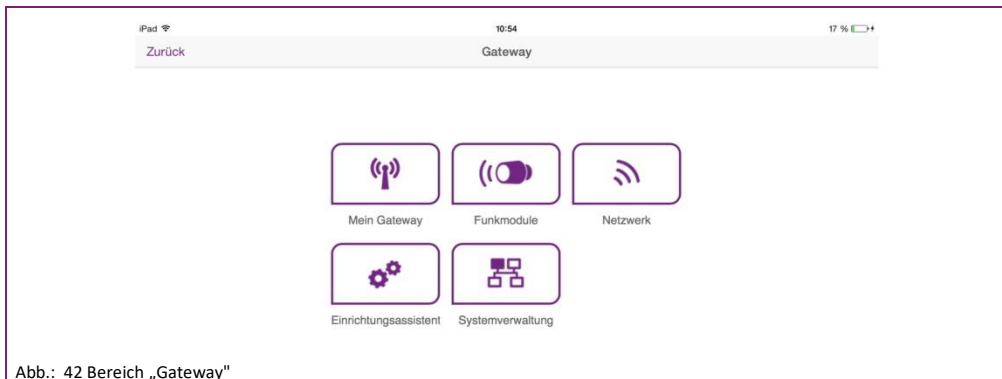 iPad 10:54 17 %
Zurück Gateway
Mein Gateway Funkmodule Netzwerk
Einrichtungsassistent Systemverwaltung
Abb.: 42 Bereich „Gateway"